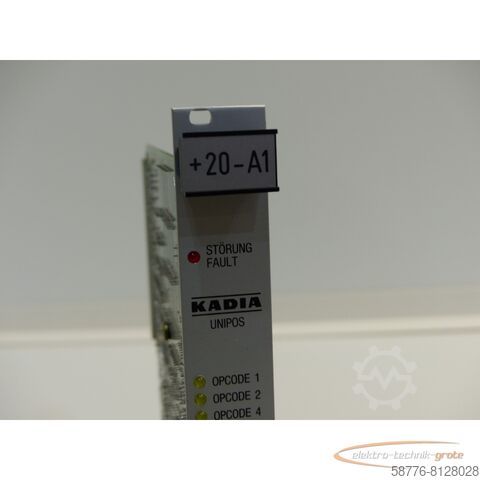 +20-A1
STÖRUNG
FAULT
KADIA
UNIPOS
OPCODE 1
OPCODE 2
OPCODE 4
elektro-technik-grote
58776-8128028